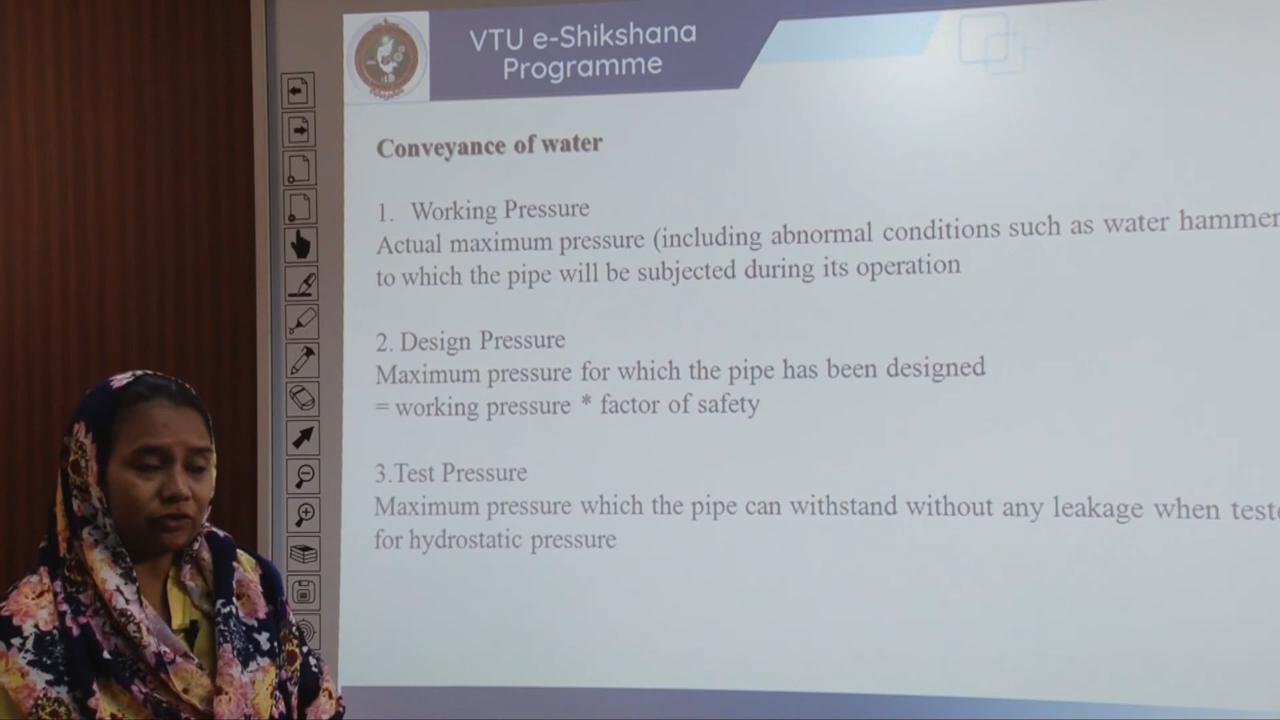 VTU e-Shikshana
Programme
Conveyance of water
1. Working Pressure
Actual maximum pressure (including abnormal conditions such as water hammer
to which the pipe will be subjected during its operation
2. Design Pressure
Maximum pressure for which the pipe has been designed
= working pressure * factor of safety
3.Test Pressure
Maximum pressure which the pipe can withstand without any leakage when teste
for hydrostatic pressure